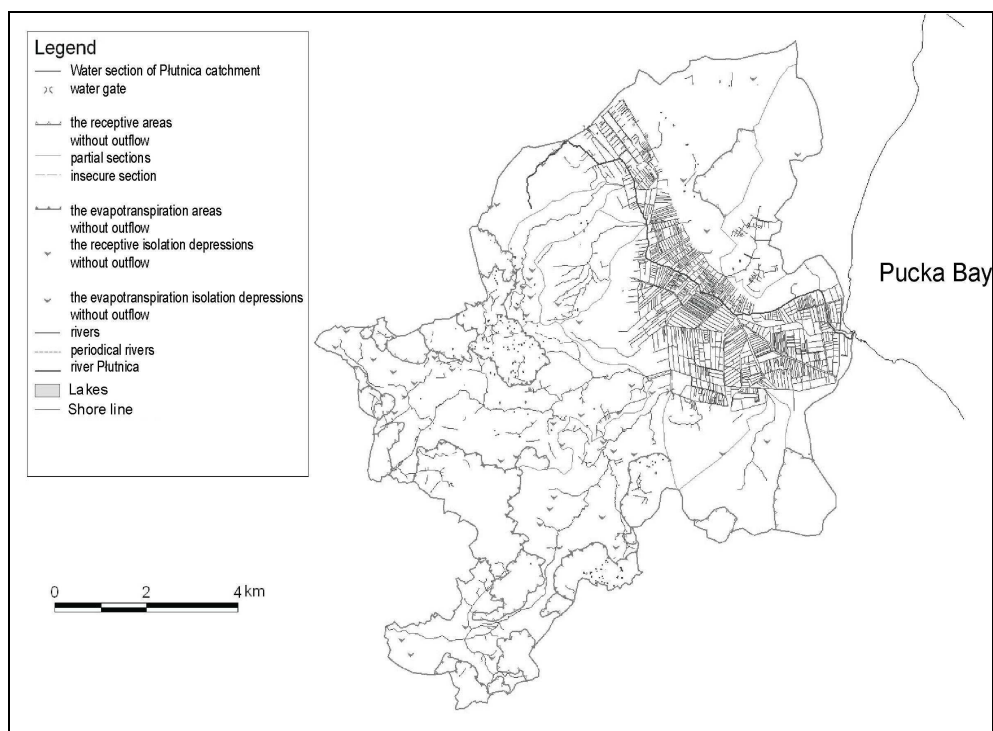 Legend
Water section of Płutnica catchment
water gate
the receptive areas
without outflow
partial sections
insecure section
the evapotranspiration areas
without outflow
the receptive isolation depressions
without outflow
the evapotranspiration isolation depressions
without outflow
rivers
periodical rivers
river Płutnica
Lakes
Shore line
Pucka Bay
0 2 4 km